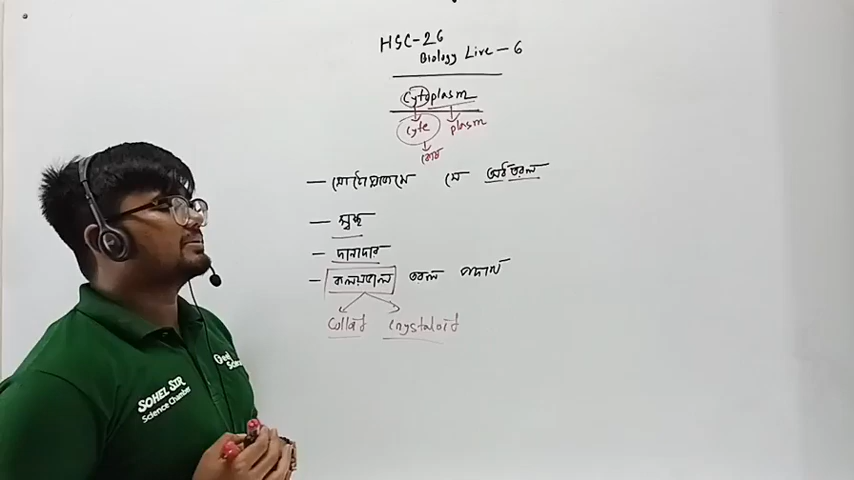 HSC-26
Biology Live - 6
Cytoplasm
cyte plasm
কোষ
— প্রোটোপ্লাজমে যে অর্ধতরল
— স্বচ্ছ
- দানাদার
- কলয়ডাল তরল পদার্থ
Colloid Crystaloid
SOHEL SIR
Science Chamber